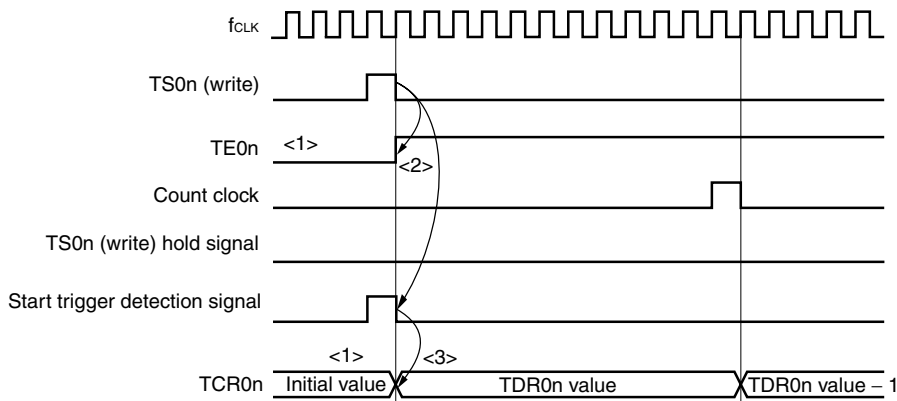 fCLK
TS0n (write)
TE0n
<1>
<2>
Count clock
TS0n (write) hold signal
Start trigger detection signal
<1>
<3>
TCR0n
Initial value
TDR0n value
TDR0n value – 1